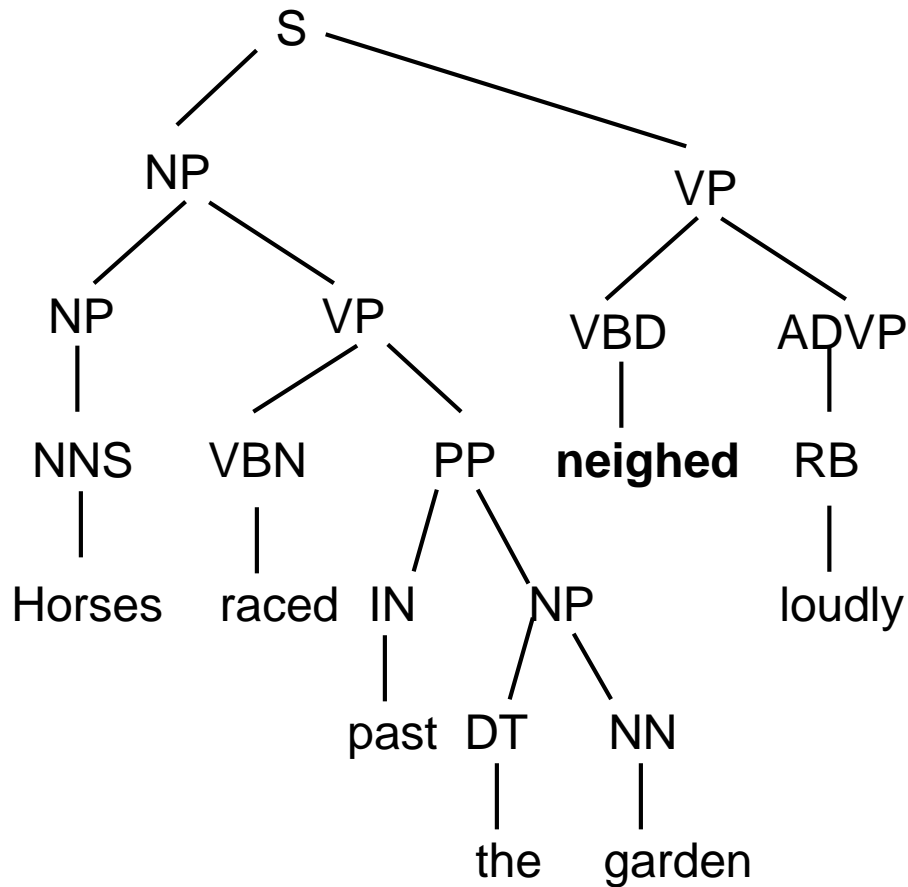 S
NP VP
NP VP VBD ADVP
NNS VBN PP neighed RB
Horses raced IN NP loudly
past DT NN
the garden